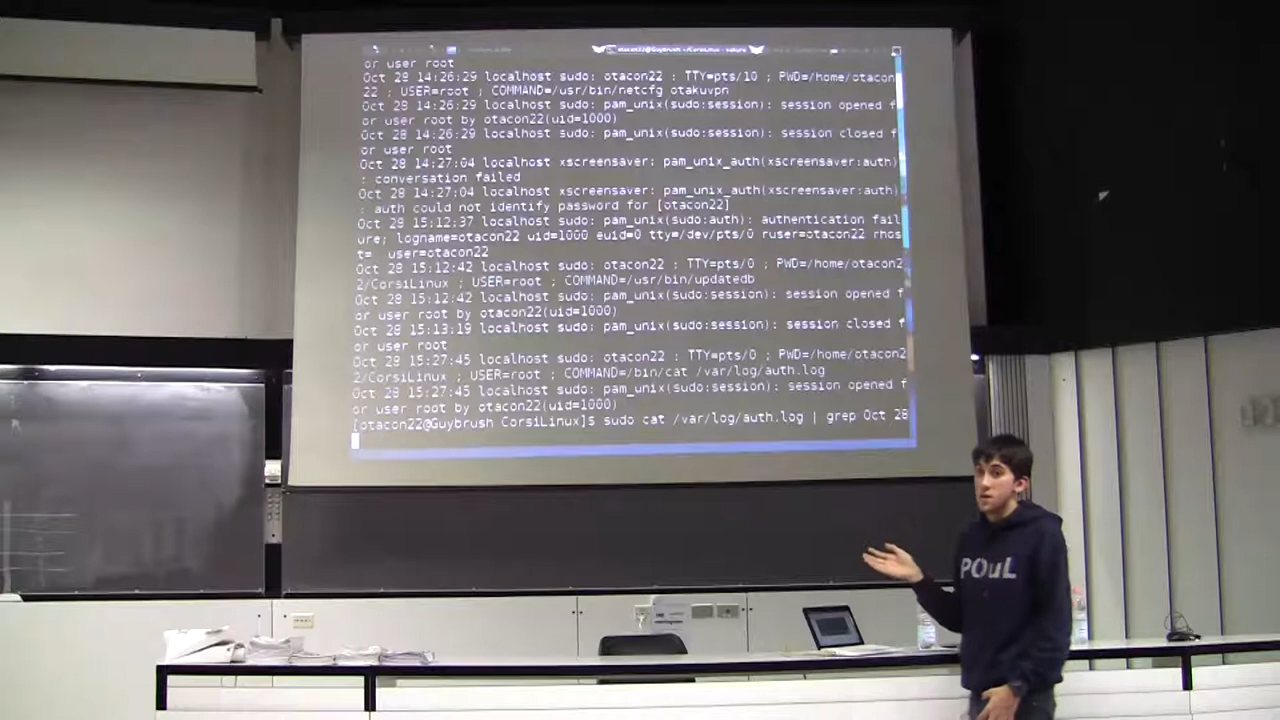 otacon22@Guybrush:~/CorsiLinux
or user root
Oct 28 14:26:29 localhost sudo: otacon22 : TTY=pts/10 ; PWD=/home/otacon
22 ; USER=root ; COMMAND=/usr/bin/netcfg otakuvpn
Oct 28 14:26:29 localhost sudo: pam_unix(sudo:session): session opened f
or user root by otacon22(uid=1000)
Oct 28 14:26:29 localhost sudo: pam_unix(sudo:session): session closed f
or user root
Oct 28 14:27:04 localhost xscreensaver: pam_unix_auth(xscreensaver:auth)
: conversation failed
Oct 28 14:27:04 localhost xscreensaver: pam_unix_auth(xscreensaver:auth)
: auth could not identify password for [otacon22]
Oct 28 15:12:37 localhost sudo: pam_unix(sudo:auth): authentication fail
ure; logname=otacon22 uid=1000 euid=0 tty=/dev/pts/0 ruser=otacon22 rhos
t=  user=otacon22
Oct 28 15:12:42 localhost sudo: otacon22 : TTY=pts/0 ; PWD=/home/otacon2
2/CorsiLinux ; USER=root ; COMMAND=/usr/bin/updatedb
Oct 28 15:12:42 localhost sudo: pam_unix(sudo:session): session opened f
or user root by otacon22(uid=1000)
Oct 28 15:13:19 localhost sudo: pam_unix(sudo:session): session closed f
or user root
Oct 28 15:27:45 localhost sudo: otacon22 : TTY=pts/0 ; PWD=/home/otacon2
2/CorsiLinux ; USER=root ; COMMAND=/bin/cat /var/log/auth.log
Oct 28 15:27:45 localhost sudo: pam_unix(sudo:session): session opened f
or user root by otacon22(uid=1000)
[otacon22@Guybrush CorsiLinux]$ sudo cat /var/log/auth.log | grep Oct 28
POuL